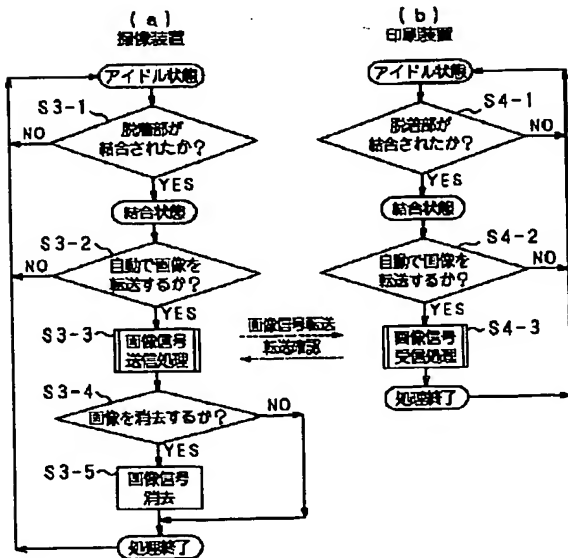 (a)
撮像装置
アイドル状態
S3-1
脱着部が
結合されたか?
NO
YES
結合状態
S3-2
自動で画像を
転送するか?
NO
YES
S3-3
画像信号
送信処理
S3-4
画像を消去するか?
NO
YES
S3-5
画像信号
消去
処理終了
画像信号転送
転送確認
(b)
印刷装置
アイドル状態
S4-1
脱着部が
結合されたか?
NO
YES
結合状態
S4-2
自動で画像を
転送するか?
NO
YES
S4-3
画像信号
受信処理
処理終了